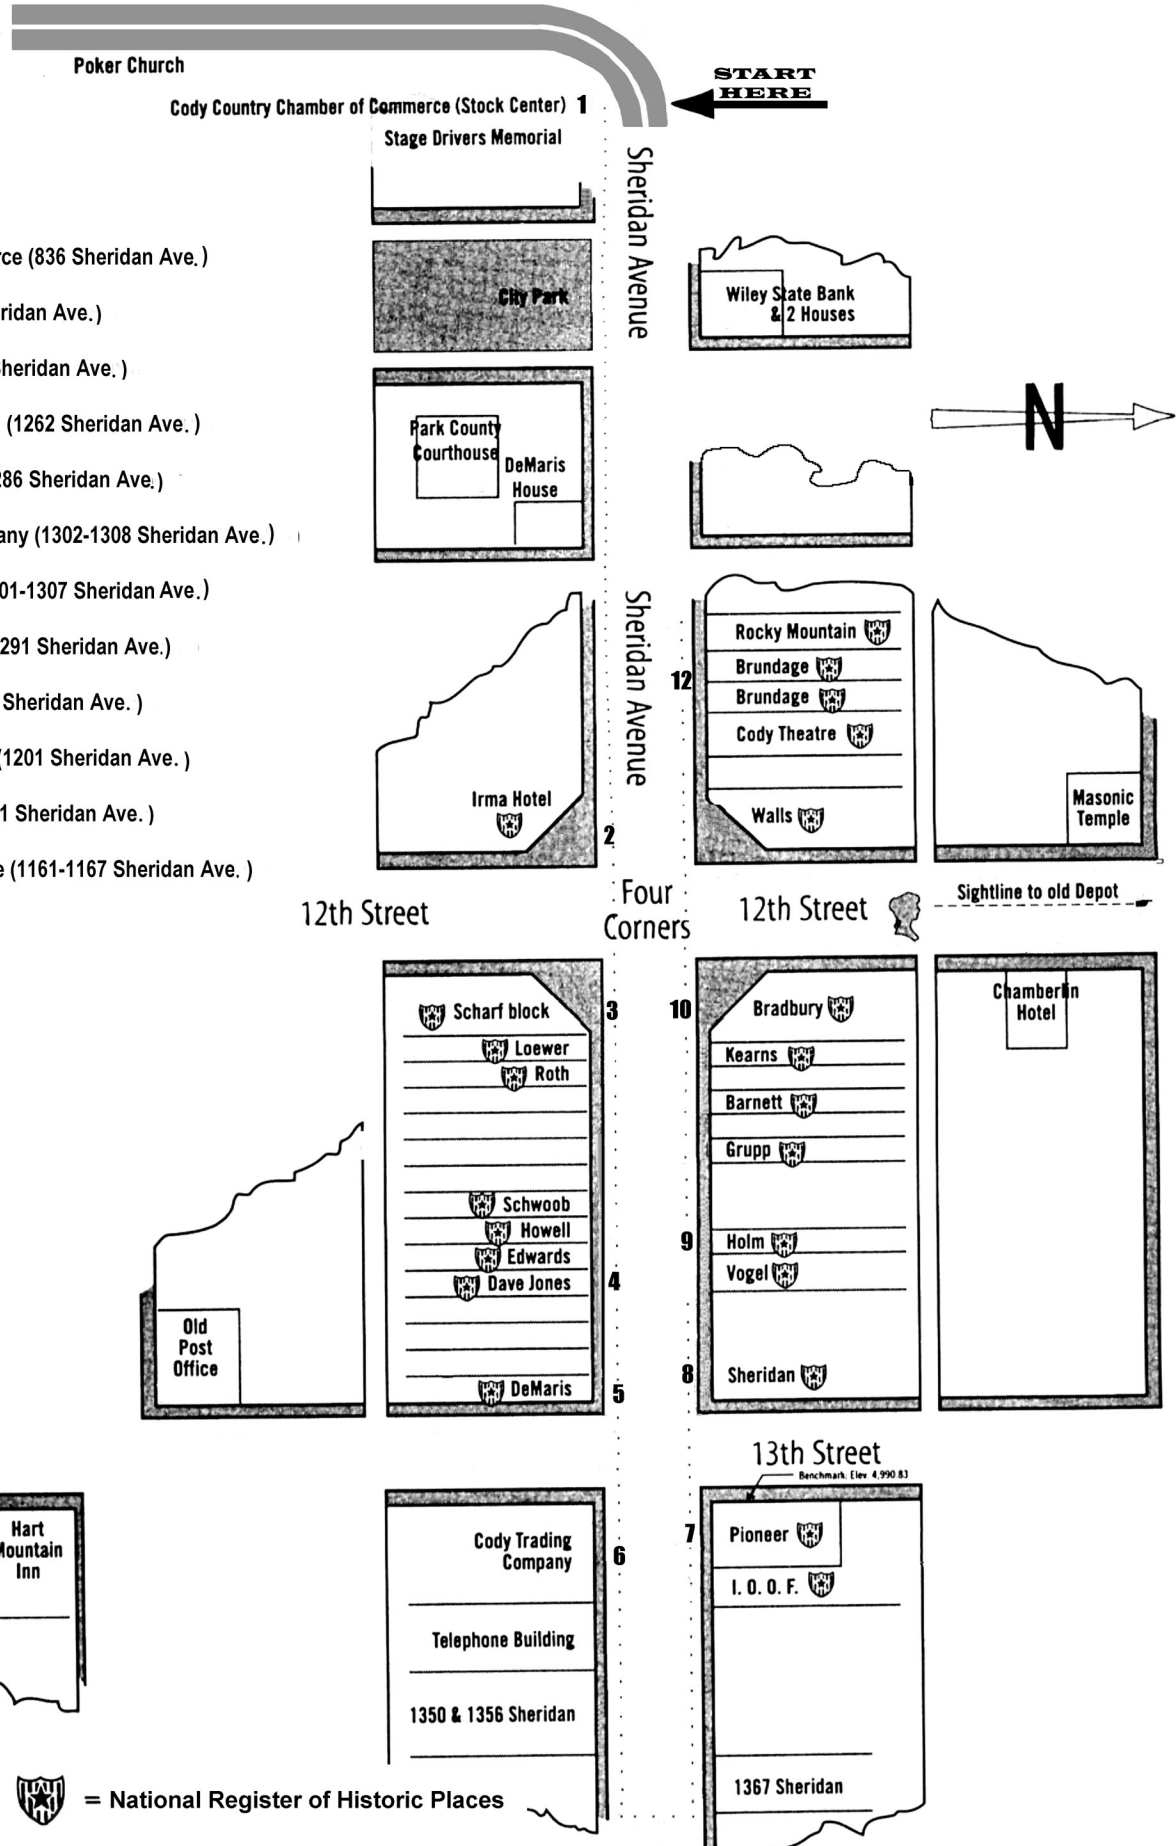 Poker Church
START
HERE
Cody Country Chamber of Commerce (Stock Center) 1
Stage Drivers Memorial
Sheridan Avenue
rce (836 Sheridan Ave.)
ridan Ave.)
Sheridan Ave.)
(1262 Sheridan Ave.)
286 Sheridan Ave.)
any (1302-1308 Sheridan Ave.)
01-1307 Sheridan Ave.)
291 Sheridan Ave.)
Sheridan Ave.)
(1201 Sheridan Ave.)
1 Sheridan Ave.)
e (1161-1167 Sheridan Ave.)
City Park
Wiley State Bank
& 2 Houses
N
Park County
Courthouse
DeMaris
House
Sheridan Avenue
Rocky Mountain
Brundage
12
Brundage
Cody Theatre
Irma Hotel
2
Walls
Masonic
Temple
12th Street
Four
Corners
12th Street
Sightline to old Depot
Scharf block
3
Loewer
Roth
Schwoob
Howell
Edwards
Dave Jones
4
DeMaris
5
10
Bradbury
Kearns
Barnett
Grupp
9
Holm
Vogel
8
Sheridan
Chamberlin
Hotel
Old
Post
Office
13th Street
Benchmark: Elev. 4,990.83
Hart
Mountain
Inn
Cody Trading
Company
6
Telephone Building
1350 & 1356 Sheridan
7
Pioneer
I.O.O.F.
1367 Sheridan
= National Register of Historic Places